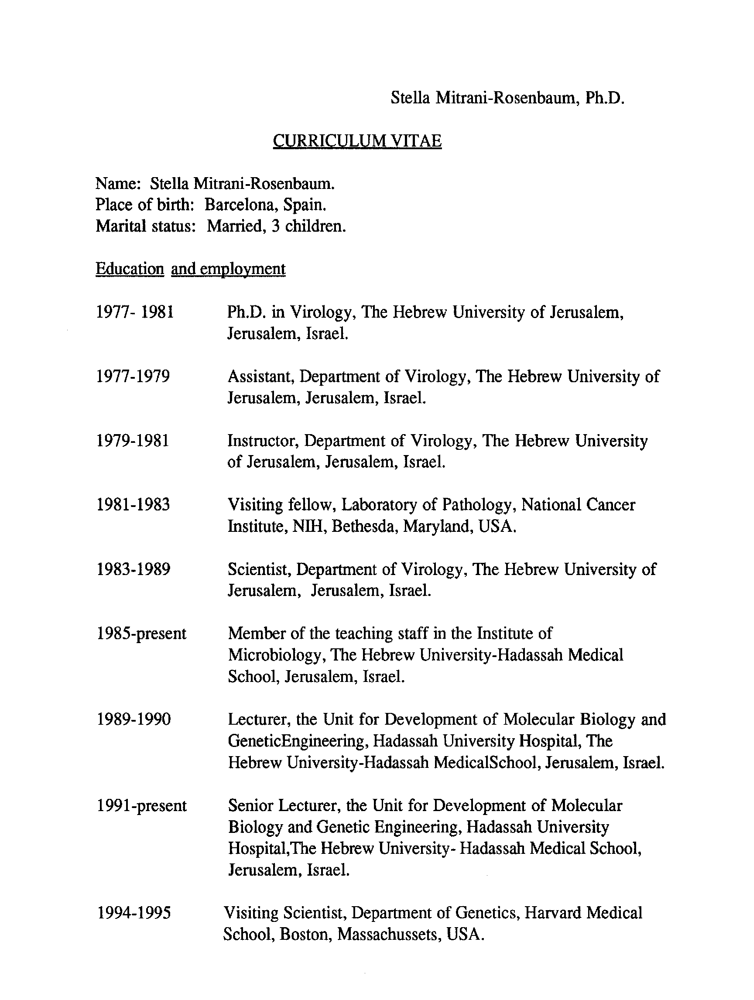 Stella Mitrani-Rosenbaum, Ph.D.
CURRICULUM VITAE
Name: Stella Mitrani-Rosenbaum.
Place of birth: Barcelona, Spain.
Marital status: Married, 3 children.
Education and employment
1977- 1981 Ph.D. in Virology, The Hebrew University of Jerusalem,
Jerusalem, Israel.
1977-1979 Assistant, Department of Virology, The Hebrew University of
Jerusalem, Jerusalem, Israel.
1979-1981 Instructor, Department of Virology, The Hebrew University
of Jerusalem, Jerusalem, Israel.
1981-1983 Visiting fellow, Laboratory of Pathology, National Cancer
Institute, NIH, Bethesda, Maryland, USA.
1983-1989 Scientist, Department of Virology, The Hebrew University of
Jerusalem, Jerusalem, Israel.
1985-present Member of the teaching staff in the Institute of
Microbiology, The Hebrew University-Hadassah Medical
School, Jerusalem, Israel.
1989-1990 Lecturer, the Unit for Development of Molecular Biology and
GeneticEngineering, Hadassah University Hospital, The
Hebrew University-Hadassah MedicalSchool, Jerusalem, Israel.
1991-present Senior Lecturer, the Unit for Development of Molecular
Biology and Genetic Engineering, Hadassah University
Hospital,The Hebrew University- Hadassah Medical School,
Jerusalem, Israel.
1994-1995 Visiting Scientist, Department of Genetics, Harvard Medical
School, Boston, Massachussets, USA.